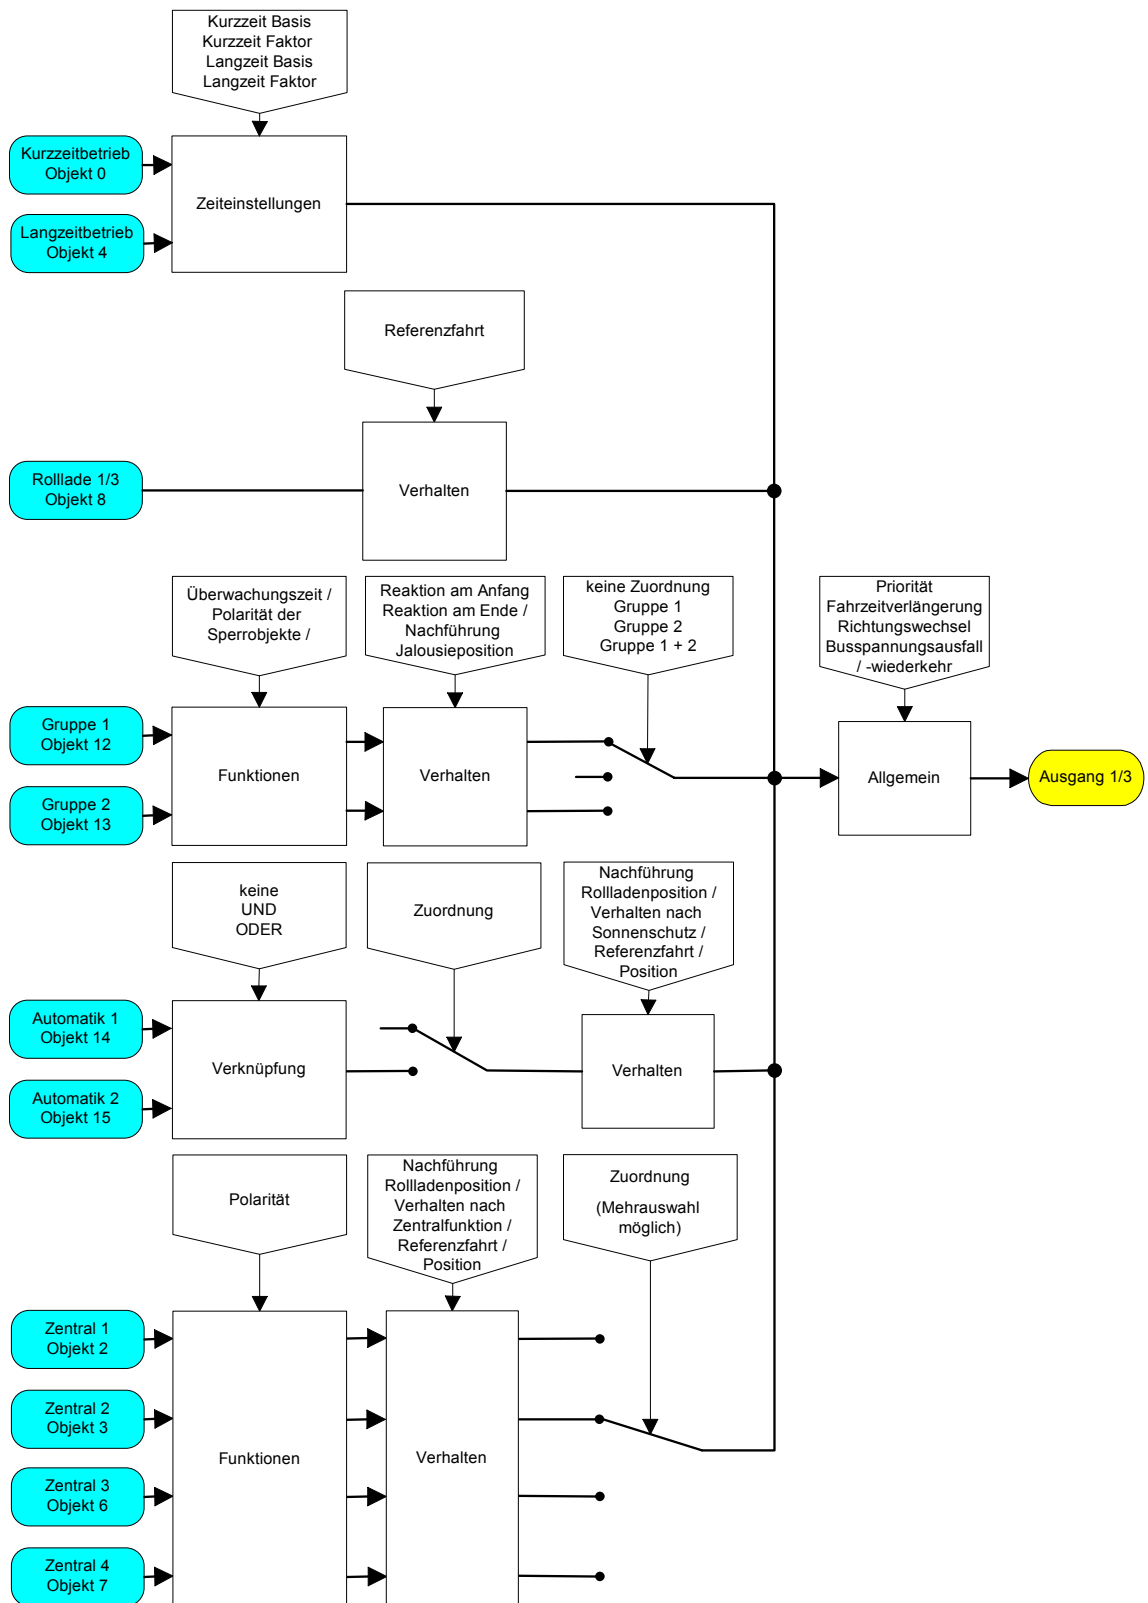 Kurzzeit Basis
Kurzzeit Faktor
Langzeit Basis
Langzeit Faktor
Kurzzeitbetrieb
Objekt 0
Zeiteinstellungen
Langzeitbetrieb
Objekt 4
Referenzfahrt
Rolllade 1/3
Objekt 8
Verhalten
Überwachungszeit /
Polarität der
Sperrobjekte /
Reaktion am Anfang
Reaktion am Ende /
Nachführung
Jalousieposition
keine Zuordnung
Gruppe 1
Gruppe 2
Gruppe 1 + 2
Priorität
Fahrzeitverlängerung
Richtungswechsel
Busspannungsausfall
/ -wiederkehr
Gruppe 1
Objekt 12
Gruppe 2
Objekt 13
Funktionen
Verhalten
Allgemein
Ausgang 1/3
keine
UND
ODER
Zuordnung
Nachführung
Rollladenposition /
Verhalten nach
Sonnenschutz /
Referenzfahrt /
Position
Automatik 1
Objekt 14
Automatik 2
Objekt 15
Verknüpfung
Verhalten
Polarität
Nachführung
Rollladenposition /
Verhalten nach
Zentralfunktion /
Referenzfahrt /
Position
Zuordnung
(Mehrauswahl
möglich)
Zentral 1
Objekt 2
Zentral 2
Objekt 3
Zentral 3
Objekt 6
Zentral 4
Objekt 7
Funktionen
Verhalten